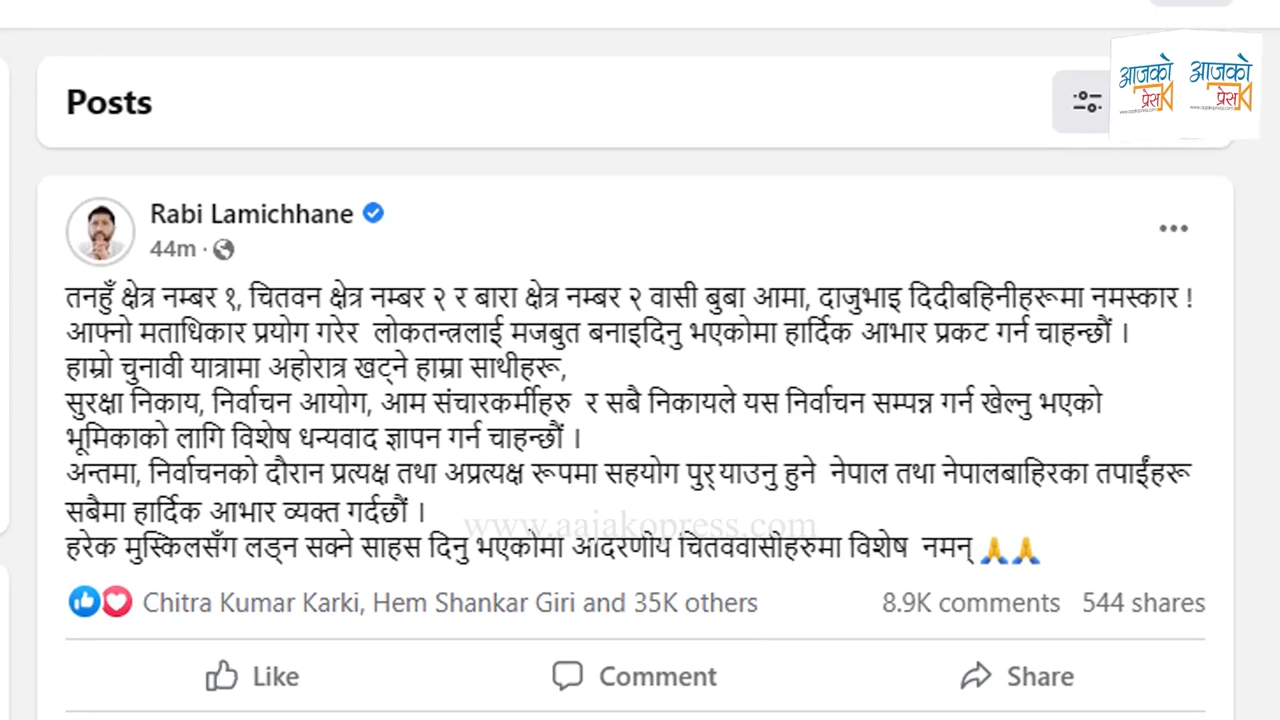 Posts
आजको आजको
प्रेस प्रेस
Rabi Lamichhane
44m ·
तनहुँ क्षेत्र नम्बर १, चितवन क्षेत्र नम्बर २ र बारा क्षेत्र नम्बर २ वासी बुबा आमा, दाजुभाइ दिदीबहिनीहरूमा नमस्कार !
आफ्नो मताधिकार प्रयोग गरेर लोकतन्त्रलाई मजबुत बनाइदिनु भएकोमा हार्दिक आभार प्रकट गर्न चाहन्छौं ।
हाम्रो चुनावी यात्रामा अहोरात्र खट्ने हाम्रा साथीहरू,
सुरक्षा निकाय, निर्वाचन आयोग, आम संचारकर्मीहरु र सबै निकायले यस निर्वाचन सम्पन्न गर्न खेल्नु भएको
भूमिकाको लागि विशेष धन्यवाद ज्ञापन गर्न चाहन्छौं ।
अन्तमा, निर्वाचनको दौरान प्रत्यक्ष तथा अप्रत्यक्ष रूपमा सहयोग पुर्‍याउनु हुने नेपाल तथा नेपालबाहिरका तपाईंहरू
सबैमा हार्दिक आभार व्यक्त गर्दछौं ।
www.aajakopress.com
हरेक मुस्किलसँग लड्न सक्ने साहस दिनु भएकोमा आदरणीय चितववासीहरुमा विशेष नमन् 🙏🙏
Chitra Kumar Karki, Hem Shankar Giri and 35K others 8.9K comments 544 shares
Like Comment Share